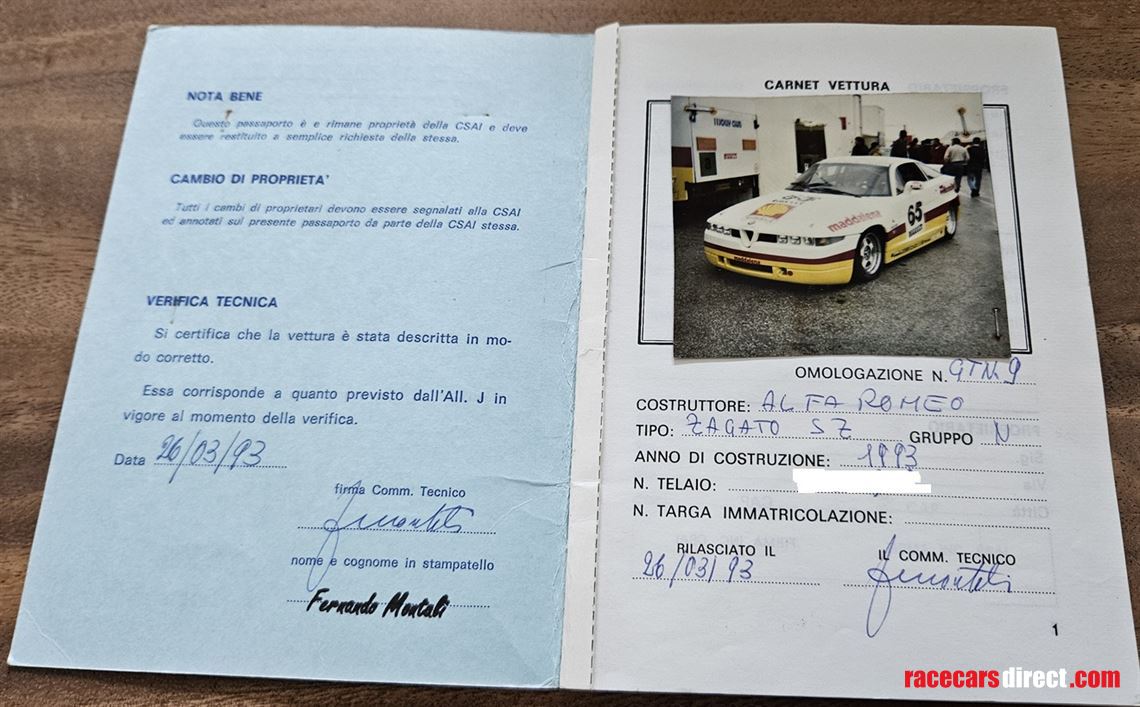 NOTA BENE
Questo passaporto è e rimane proprietà della CSAI e deve
essere restituito a semplice richiesta della stessa.
CAMBIO DI PROPRIETA'
Tutti i cambi di proprietari devono essere segnalati alla CSAI
ed annotati sul presente passaporto da parte della CSAI stessa.
VERIFICA TECNICA
Si certifica che la vettura è stata descritta in mo-
do corretto.
Essa corrisponde a quanto previsto dall'All. J in
vigore al momento della verifica.
Data 26/03/93
firma Comm. Tecnico
nome e cognome in stampatello
Fernando Montali
CARNET VETTURA
65
maddalena
65
maddalena
OMOLOGAZIONE N. GTN.9
COSTRUTTORE: ALFA ROMEO
TIPO: ZAGATO SZ GRUPPO N
ANNO DI COSTRUZIONE: 1993
N. TELAIO:
N. TARGA IMMATRICOLAZIONE:
RILASCIATO IL IL COMM. TECNICO
26/03/93
1
racecarsdirect.com